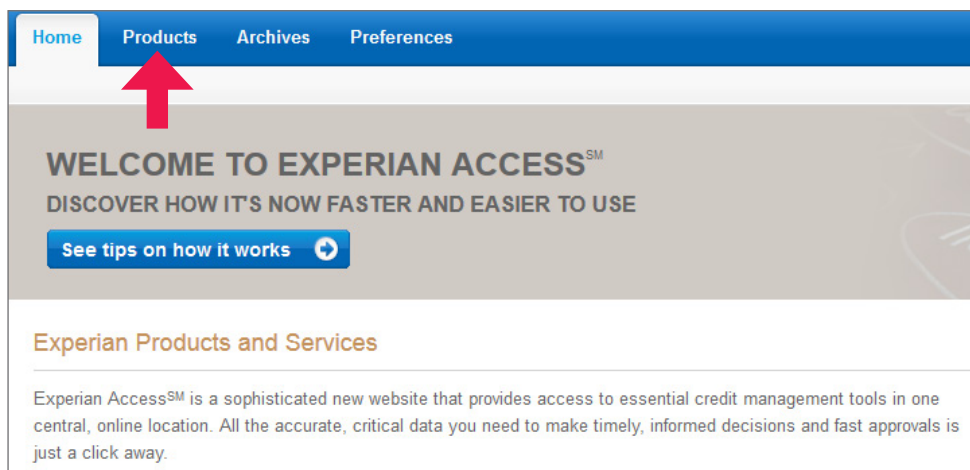 Home Products Archives Preferences
WELCOME TO EXPERIAN ACCESS℠
DISCOVER HOW IT'S NOW FASTER AND EASIER TO USE
See tips on how it works
Experian Products and Services
Experian Access℠ is a sophisticated new website that provides access to essential credit management tools in one
central, online location. All the accurate, critical data you need to make timely, informed decisions and fast approvals is
just a click away.